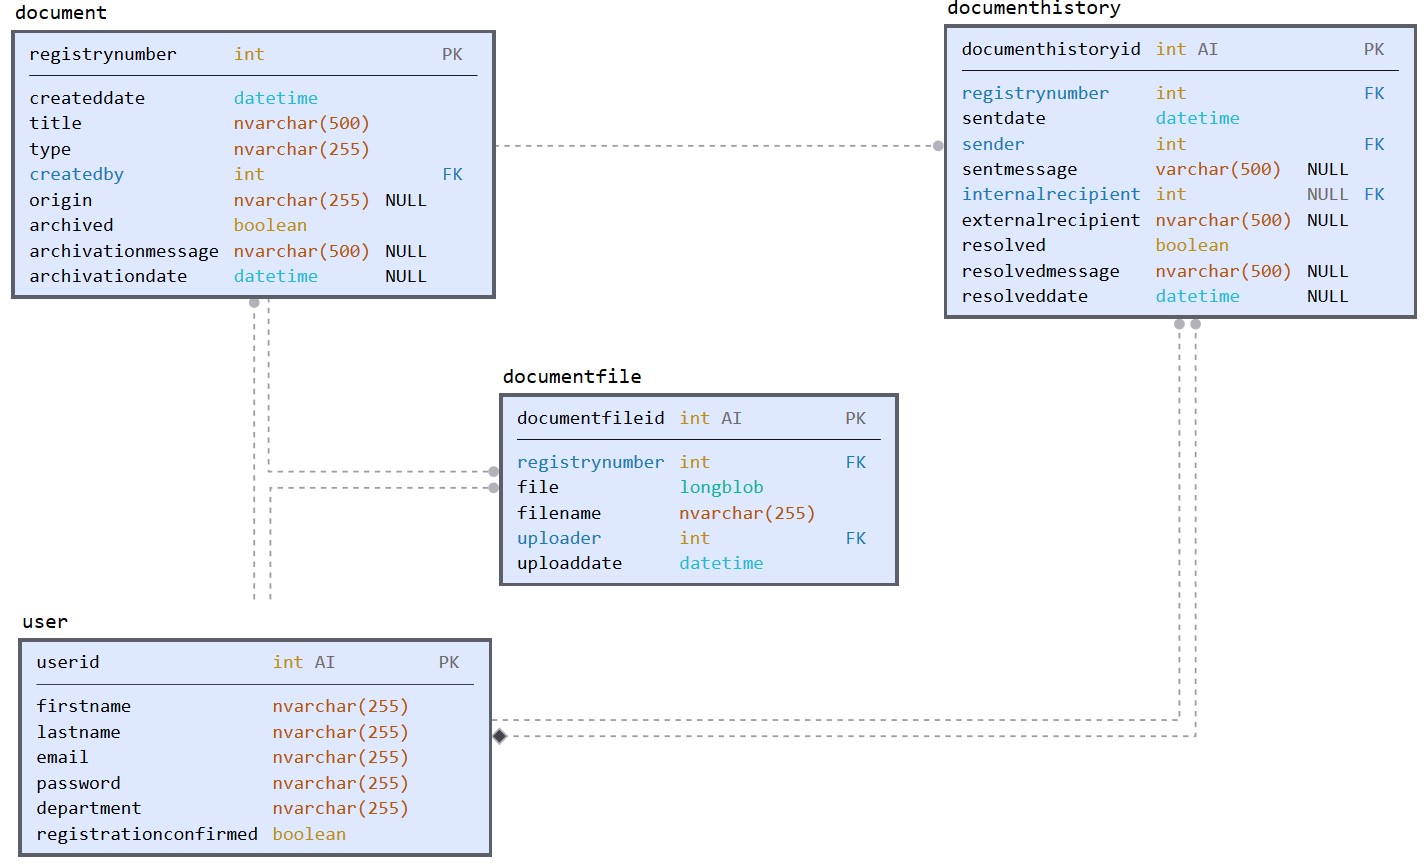 document
registrynumber int PK
createddate datetime
title nvarchar(500)
type nvarchar(255)
createdby int FK
origin nvarchar(255) NULL
archived boolean
archivationmessage nvarchar(500) NULL
archivationdate datetime NULL
documenthistory
documenthistoryid int AI PK
registrynumber int FK
sentdate datetime
sender int FK
sentmessage varchar(500) NULL
internalrecipient int NULL FK
externalrecipient nvarchar(500) NULL
resolved boolean
resolvedmessage nvarchar(500) NULL
resolveddate datetime NULL
documentfile
documentfileid int AI PK
registrynumber int FK
file longblob
filename nvarchar(255)
uploader int FK
uploaddate datetime
user
userid int AI PK
firstname nvarchar(255)
lastname nvarchar(255)
email nvarchar(255)
password nvarchar(255)
department nvarchar(255)
registrationconfirmed boolean